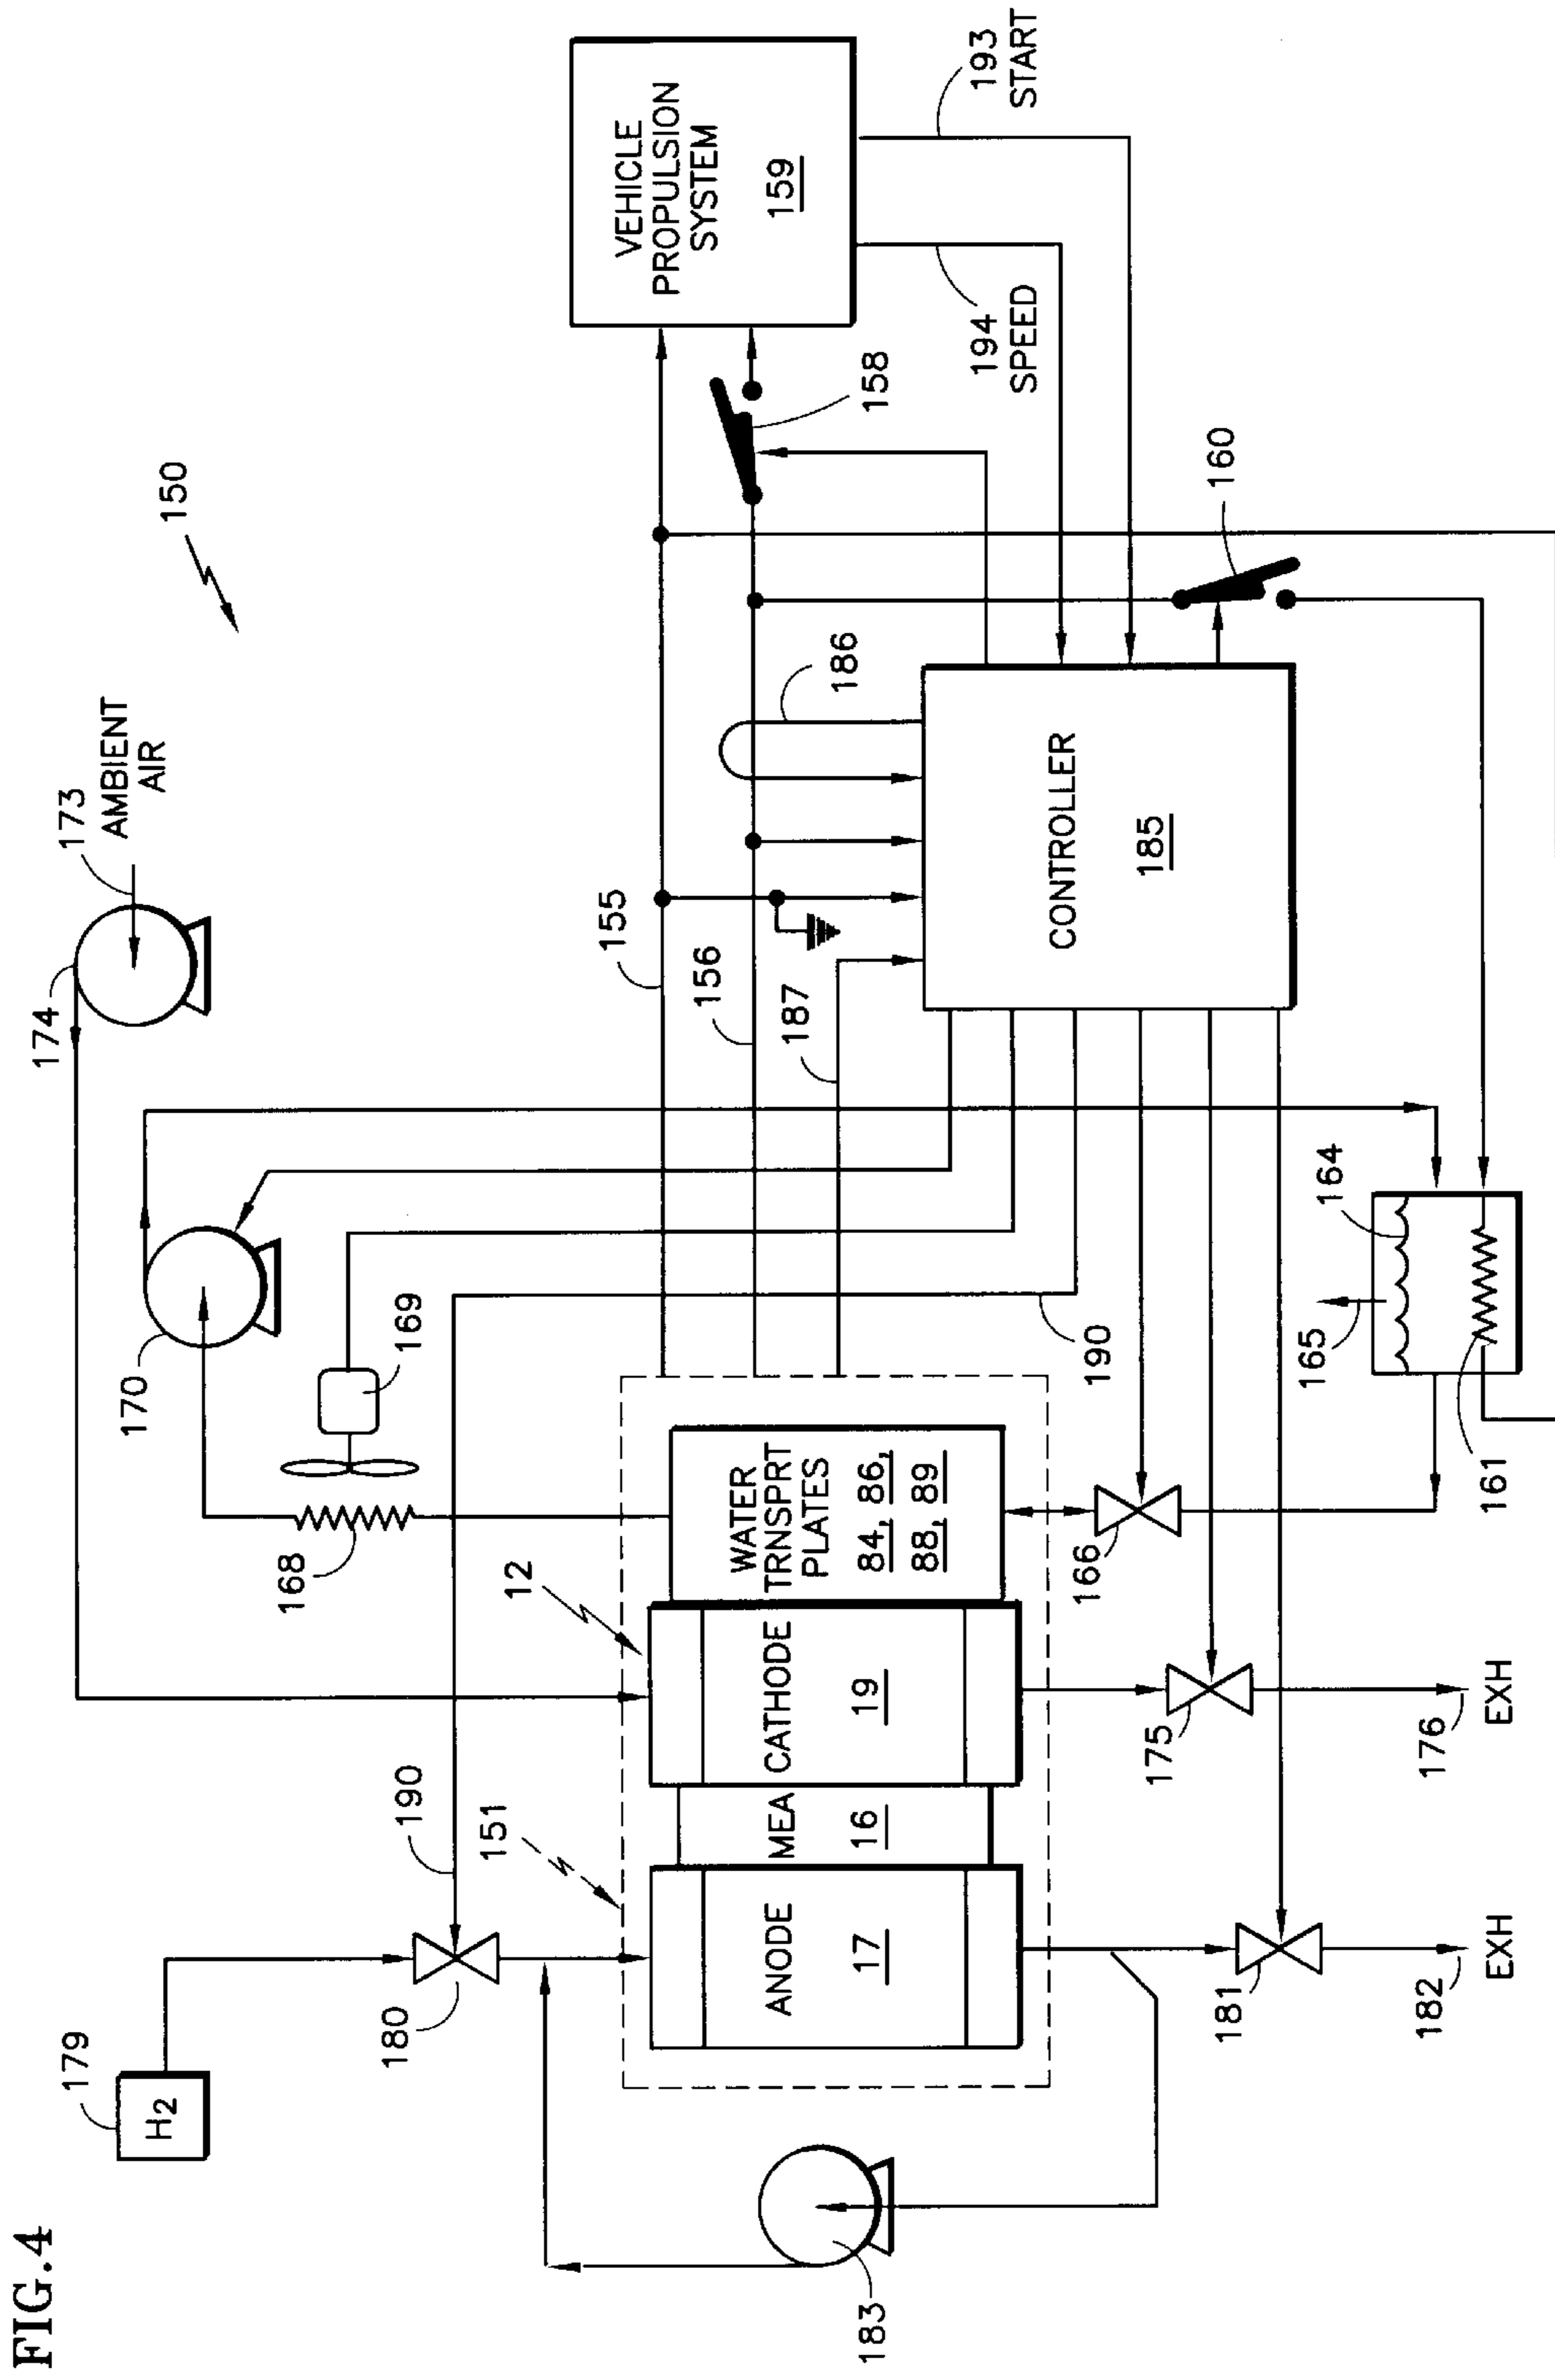 FIG.4
150
179
H2
180
190
174
173
AMBIENT
AIR
170
168
169
12
151
183
ANODE
17
MEA
16
CATHODE
19
WATER
TRNSPRT
PLATES
84, 86,
88, 89
155
156
187
186
158
VEHICLE
PROPULSION
SYSTEM
159
193
START
194
SPEED
160
CONTROLLER
185
190
166
164
165
161
175
176
EXH
181
182
EXH